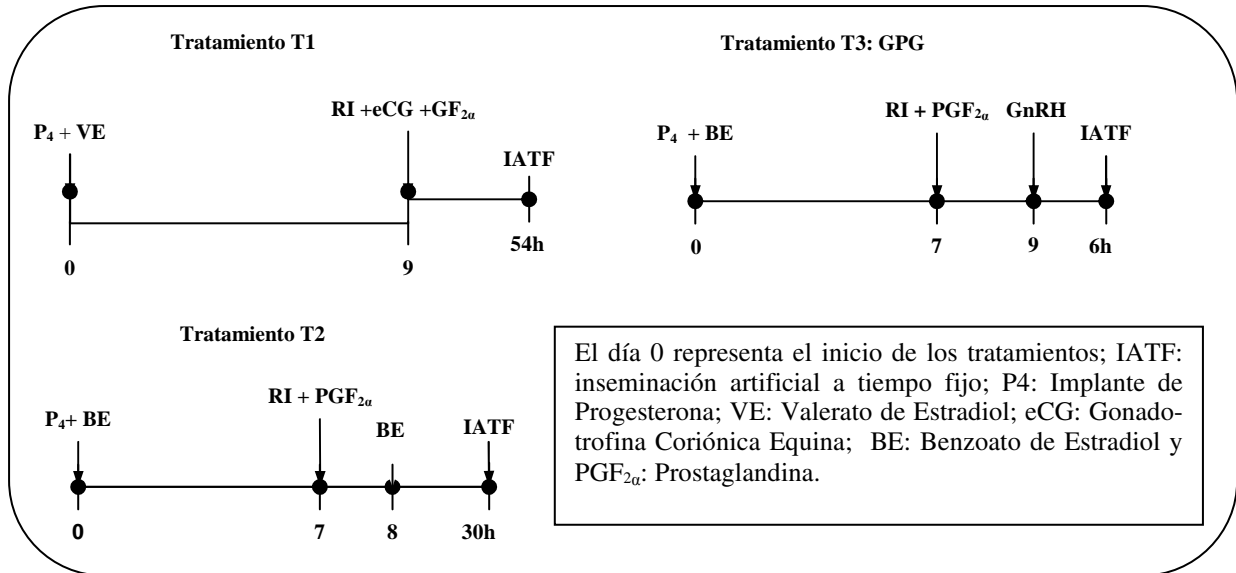 Tratamiento T1
RI +eCG +GF2α
P4 + VE
IATF
54h
0
9
Tratamiento T3: GPG
RI + PGF2α GnRH
P4 + BE
IATF
0
7
9
6h
Tratamiento T2
RI + PGF2α
P4+ BE
BE
IATF
0
7
8
30h
El día 0 representa el inicio de los tratamientos; IATF:
inseminación artificial a tiempo fijo; P4: Implante de
Progesterona; VE: Valerato de Estradiol; eCG: Gonado-
trofina Coriónica Equina; BE: Benzoato de Estradiol y
PGF2α: Prostaglandina.